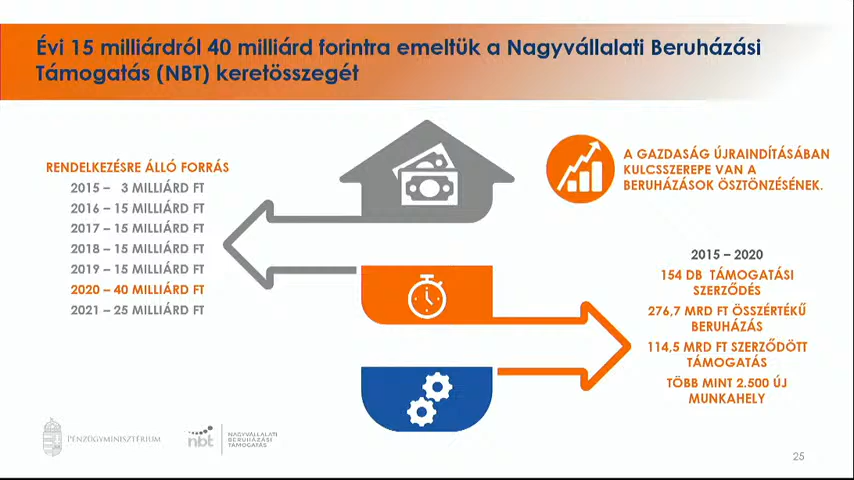 Évi 15 milliárdról 40 milliárd forintra emeltük a Nagyvállalati Beruházási
Támogatás (NBT) keretösszegét
RENDELKEZÉSRE ÁLLÓ FORRÁS
2015 – 3 MILLIÁRD FT
2016 – 15 MILLIÁRD FT
2017 – 15 MILLIÁRD FT
2018 – 15 MILLIÁRD FT
2019 – 15 MILLIÁRD FT
2020 – 40 MILLIÁRD FT
2021 – 25 MILLIÁRD FT
A GAZDASÁG ÚJRAINDÍTÁSÁBAN
KULCSSZEREPE VAN A
BERUHÁZÁSOK ÖSZTÖNZÉSÉNEK.
2015 – 2020
154 DB TÁMOGATÁSI
SZERZŐDÉS
276,7 MRD FT ÖSSZÉRTÉKŰ
BERUHÁZÁS
114,5 MRD FT SZERZŐDÖTT
TÁMOGATÁS
TÖBB MINT 2.500 ÚJ
MUNKAHELY
PÉNZÜGYMINISZTÉRIUM
nbt
NAGYVÁLLALATI
BERUHÁZÁSI
TÁMOGATÁS
25